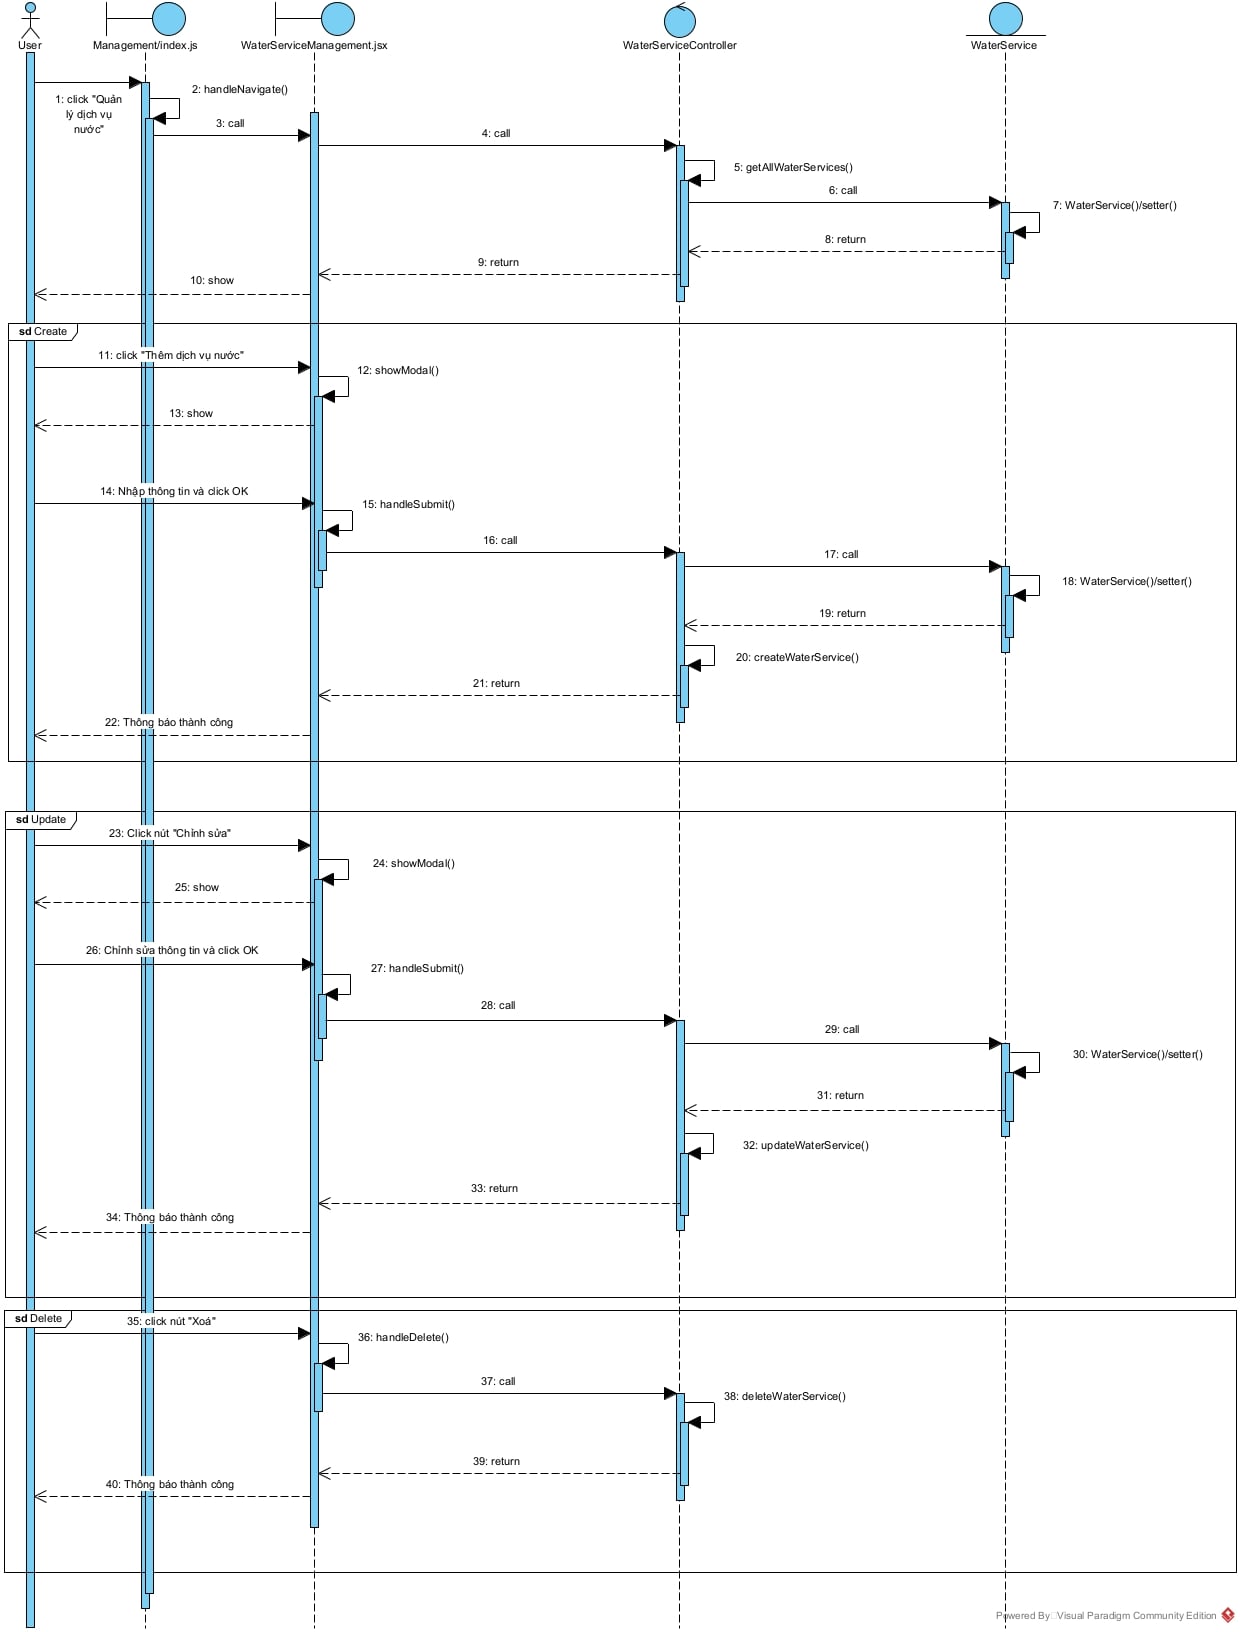 User
Management/index.js
WaterServiceManagement.jsx
WaterServiceController
WaterService
1: click "Quản
lý dịch vụ
nước"
2: handleNavigate()
3: call
4: call
5: getAllWaterServices()
6: call
7: WaterService()/setter()
8: return
9: return
10: show
sd Create
11: click "Thêm dịch vụ nước"
12: showModal()
13: show
14: Nhập thông tin và click OK
15: handleSubmit()
16: call
17: call
18: WaterService()/setter()
19: return
20: createWaterService()
21: return
22: Thông báo thành công
sd Update
23: Click nút "Chỉnh sửa"
24: showModal()
25: show
26: Chỉnh sửa thông tin và click OK
27: handleSubmit()
28: call
29: call
30: WaterService()/setter()
31: return
32: updateWaterService()
33: return
34: Thông báo thành công
sd Delete
35: click nút "Xoá"
36: handleDelete()
37: call
38: deleteWaterService()
39: return
40: Thông báo thành công
Powered By Visual Paradigm Community Edition